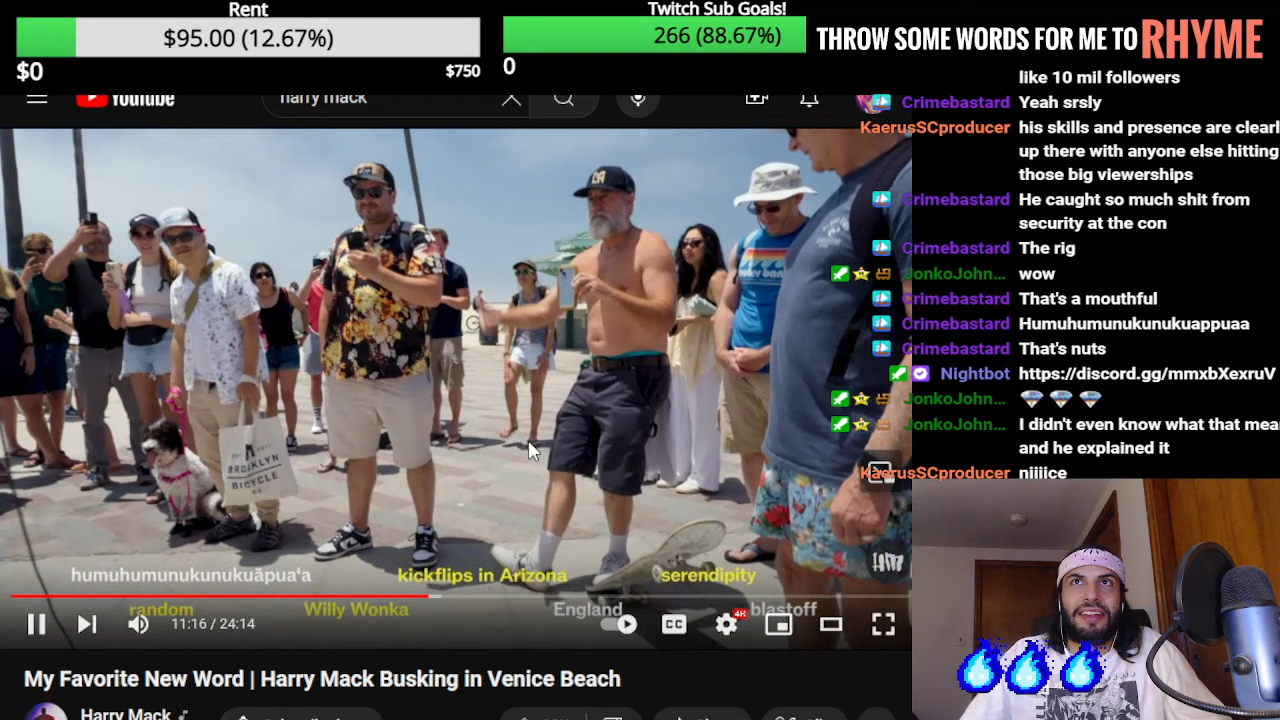 Rent
$95.00 (12.67%)
$0
$750
Twitch Sub Goals!
266 (88.67%)
0
THROW SOME WORDS FOR ME TO RHYME
YouTube
harry mack
like 10 mil followers
Crimebastard Yeah srsly
KaerusSCproducer his skills and presence are clearl
up there with anyone else hitting
those big viewerships
Crimebastard He caught so much shit from
security at the con
Crimebastard The rig
JonkoJohn... wow
Crimebastard That's a mouthful
Crimebastard Humuhumunukunukuappuaa
Crimebastard That's nuts
Nightbot https://discord.gg/mmxbXexruV
JonkoJohn...
JonkoJohn... I didn't even know what that mea
and he explained it
KaerusSCproducer niiiice
BROOKLYN
BICYCLE
CO
humuhumunukunukuāpuaʻa kickflips in Arizona serendipity
random Willy Wonka England blastoff
11:16 / 24:14
CC
4K
My Favorite New Word | Harry Mack Busking in Venice Beach
Harry Mack